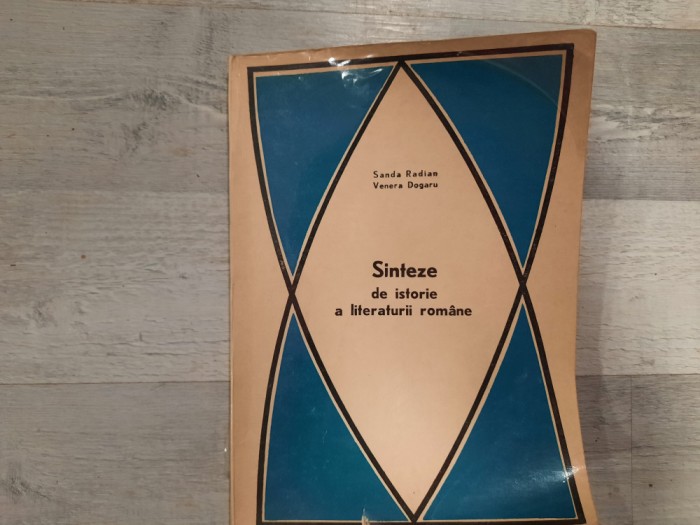 Sanda Radian
Venera Dogaru
Sinteze
de istorie
a literaturii române